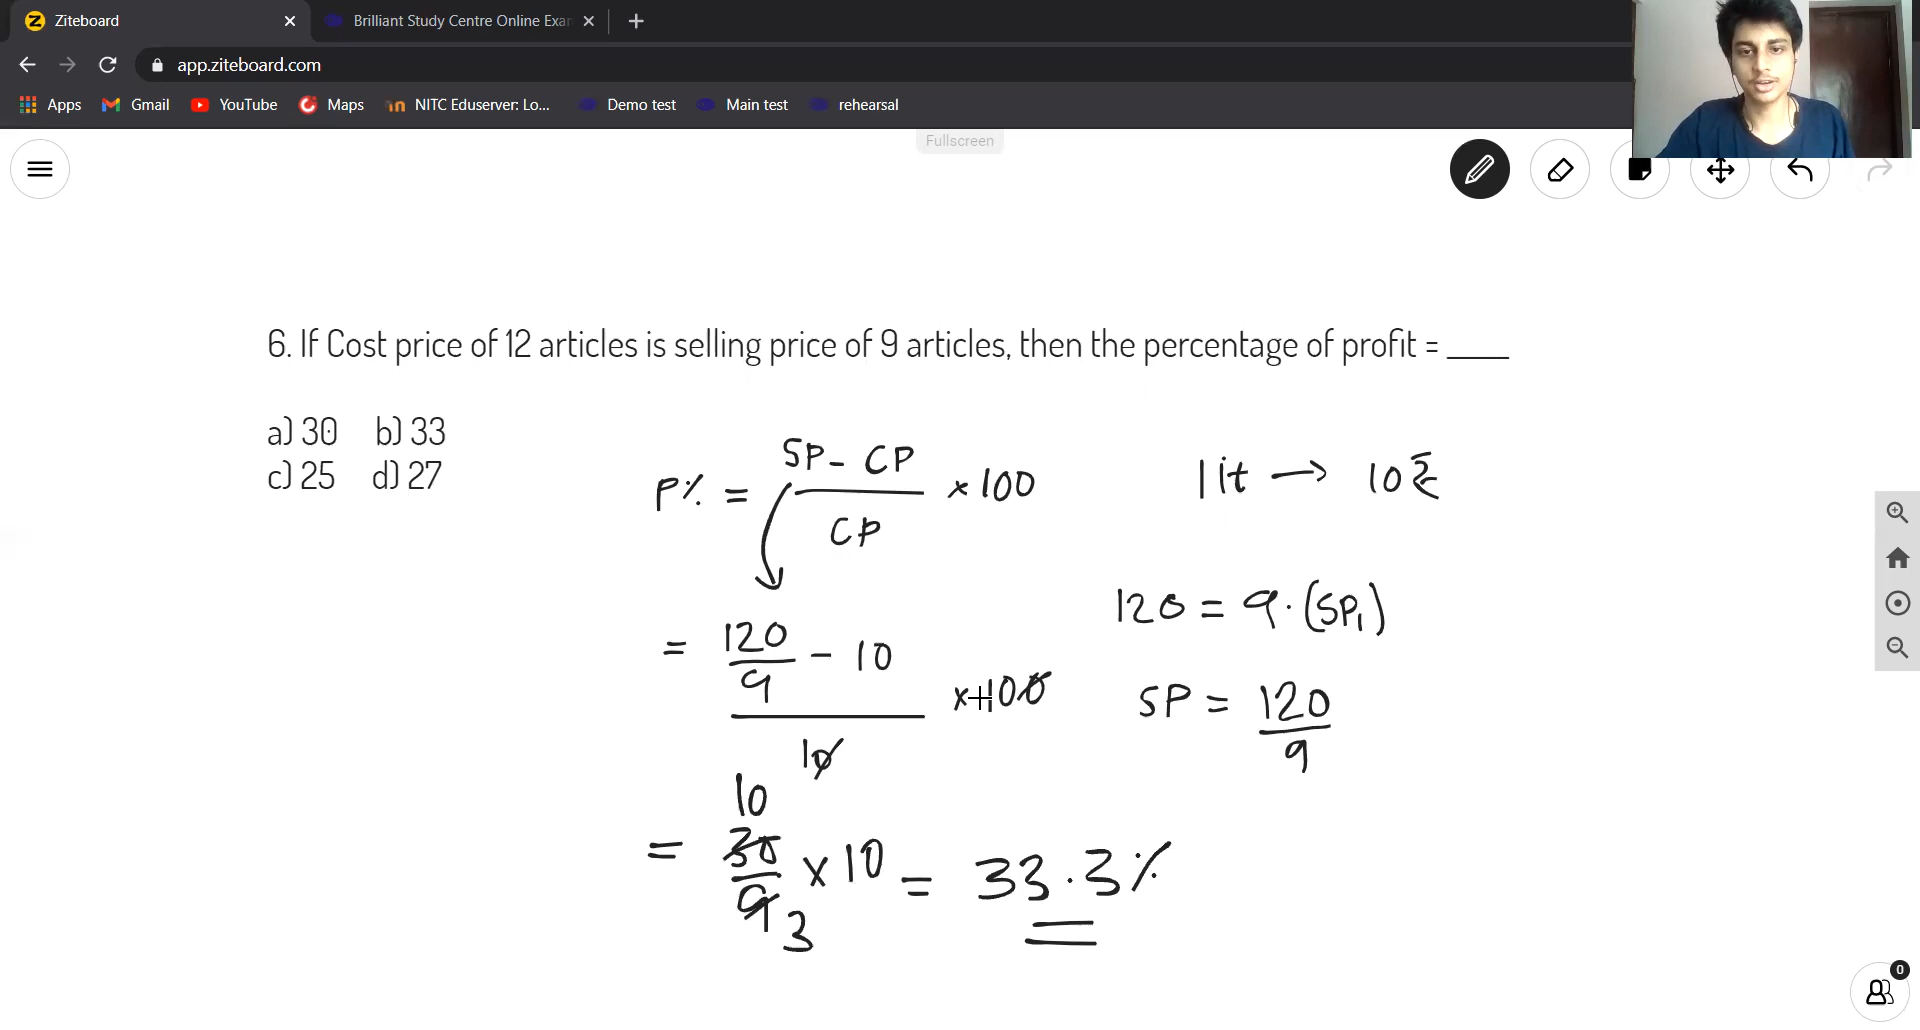 Ziteboard
Brilliant Study Centre Online Exa
app.ziteboard.com
Apps Gmail YouTube Maps NITC Eduserver: Lo... Demo test Main test rehearsal
Fullscreen
6. If Cost price of 12 articles is selling price of 9 articles, then the percentage of profit = ____
a) 30 b) 33
c) 25 d) 27
P% = SP - CP / CP × 100
1 lit → 10₹
120 = 9 · (SP₁)
= 120/9 - 10 / 10 × 100
SP = 120/9
10
= 30/9 × 10 = 33.3%
3
0